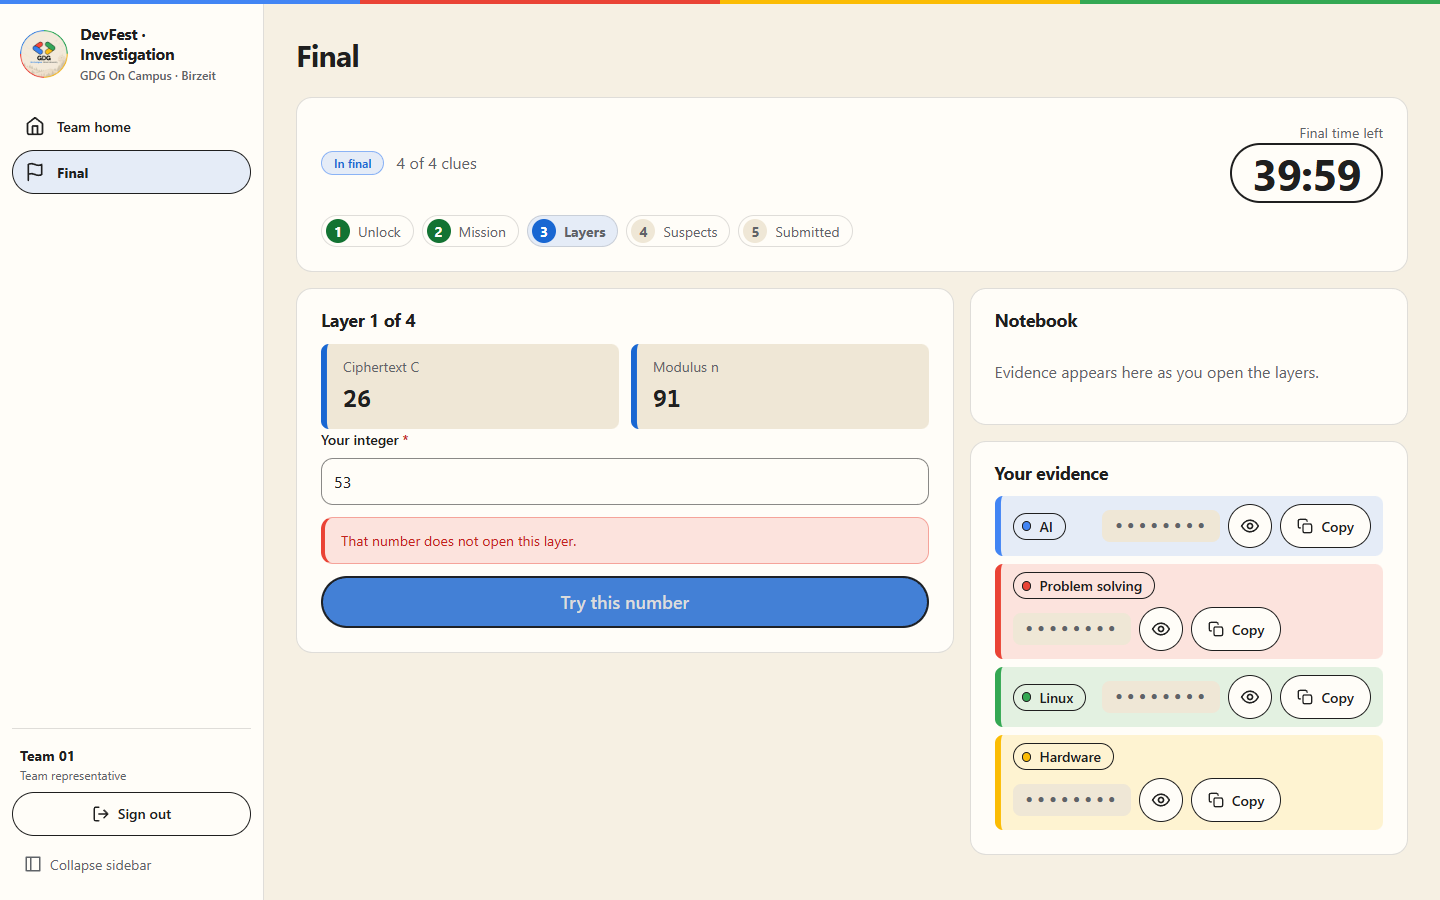 DevFest ·
Investigation
GDG On Campus · Birzeit
Team home
Final
Team 01
Team representative
Sign out
Collapse sidebar
Final
In final
4 of 4 clues
Final time left
39:59
1 Unlock
2 Mission
3 Layers
4 Suspects
5 Submitted
Layer 1 of 4
Ciphertext C
26
Modulus n
91
Your integer *
53
That number does not open this layer.
Try this number
Notebook
Evidence appears here as you open the layers.
Your evidence
AI •••••••• Copy
Problem solving
•••••••• Copy
Linux •••••••• Copy
Hardware
•••••••• Copy